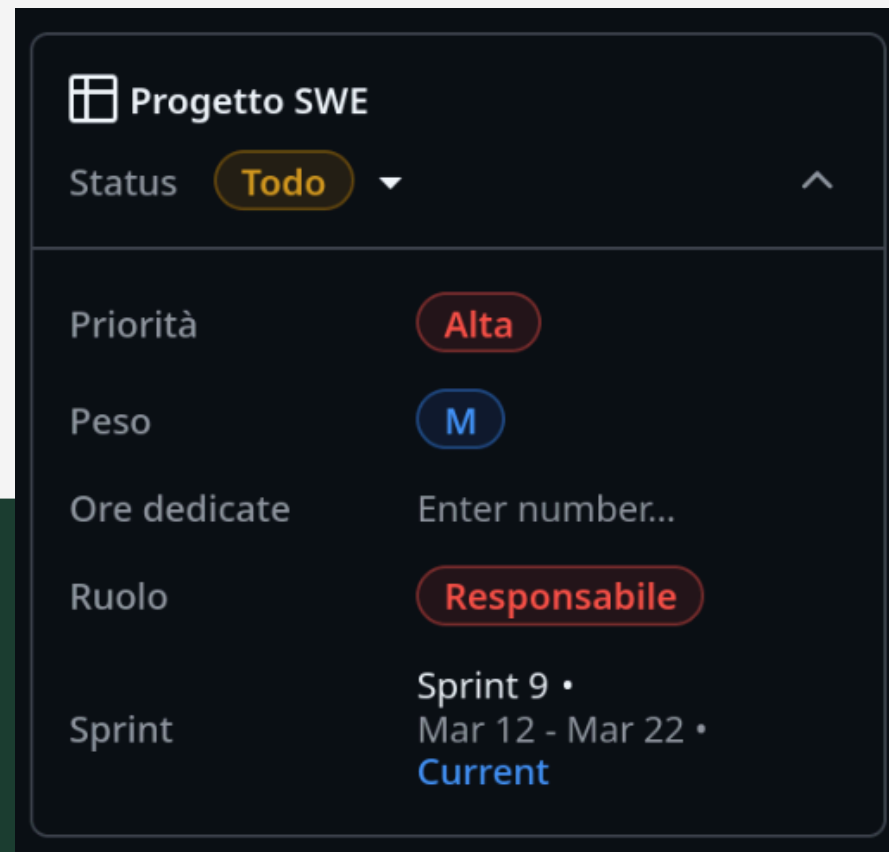 Progetto SWE
Status Todo
Priorità Alta
Peso M
Ore dedicate Enter number...
Ruolo Responsabile
Sprint Sprint 9 •
Mar 12 - Mar 22 •
Current